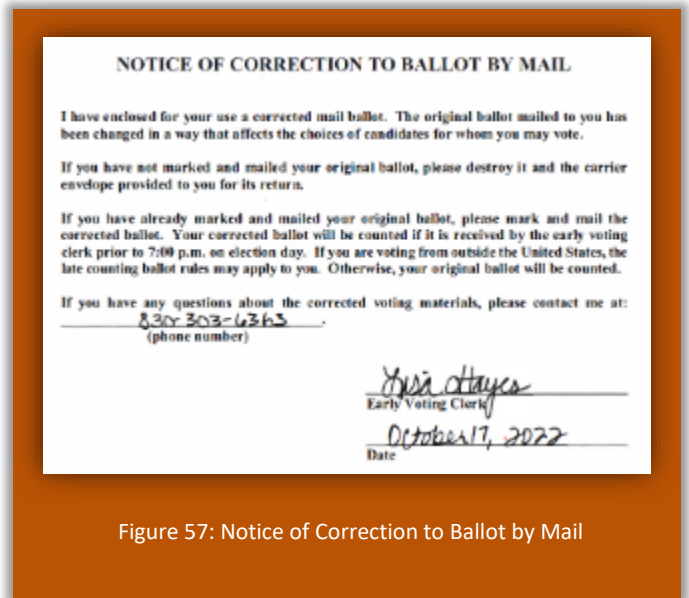 NOTICE OF CORRECTION TO BALLOT BY MAIL
I have enclosed for your use a corrected mail ballot. The original ballot mailed to you has
been changed in a way that affects the choices of candidates for whom you may vote.
If you have not marked and mailed your original ballot, please destroy it and the carrier
envelope provided to you for its return.
If you have already marked and mailed your original ballot, please mark and mail the
corrected ballot. Your corrected ballot will be counted if it is received by the early voting
clerk prior to 7:00 p.m. on election day. If you are voting from outside the United States, the
late counting ballot rules may apply to you. Otherwise, your original ballot will be counted.
If you have any questions about the corrected voting materials, please contact me at:
830-303-6363.
(phone number)
Lisa Hayes
Early Voting Clerk
October 17, 2022
Date
Figure 57: Notice of Correction to Ballot by Mail